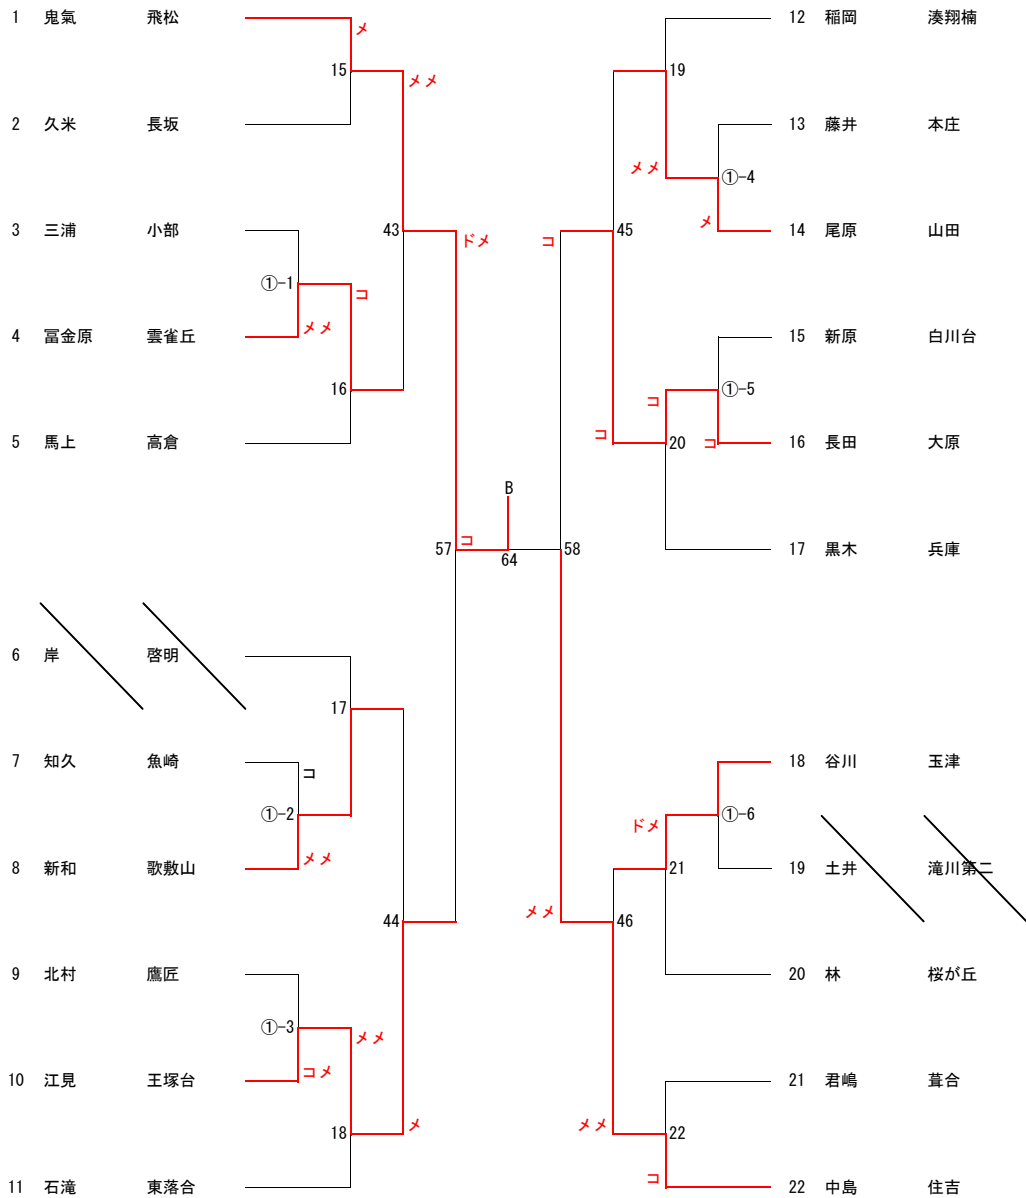 1 鬼氣 飛松
メ
15
メメ
2 久米 長坂
3 三浦 小部
43
ドメ
①-1
コ
4 冨金原 雲雀丘
メメ
16
5 馬上 高倉
57
コ
B
64
6 岸 啓明
17
7 知久 魚崎
コ
①-2
8 新和 歌敷山
メメ
44
9 北村 鷹匠
①-3
メメ
10 江見 王塚台
コメ
18
メ
11 石滝 東落合
12 稲岡 湊翔楠
19
13 藤井 本庄
メメ
①-4
メ
14 尾原 山田
コ
45
15 新原 白川台
①-5
コ
16 長田 大原
コ
コ
20
17 黒木 兵庫
58
18 谷川 玉津
①-6
ドメ
19 土井 滝川第二
21
メメ
46
20 林 桜が丘
21 君嶋 葺合
メメ
22
コ
22 中島 住吉